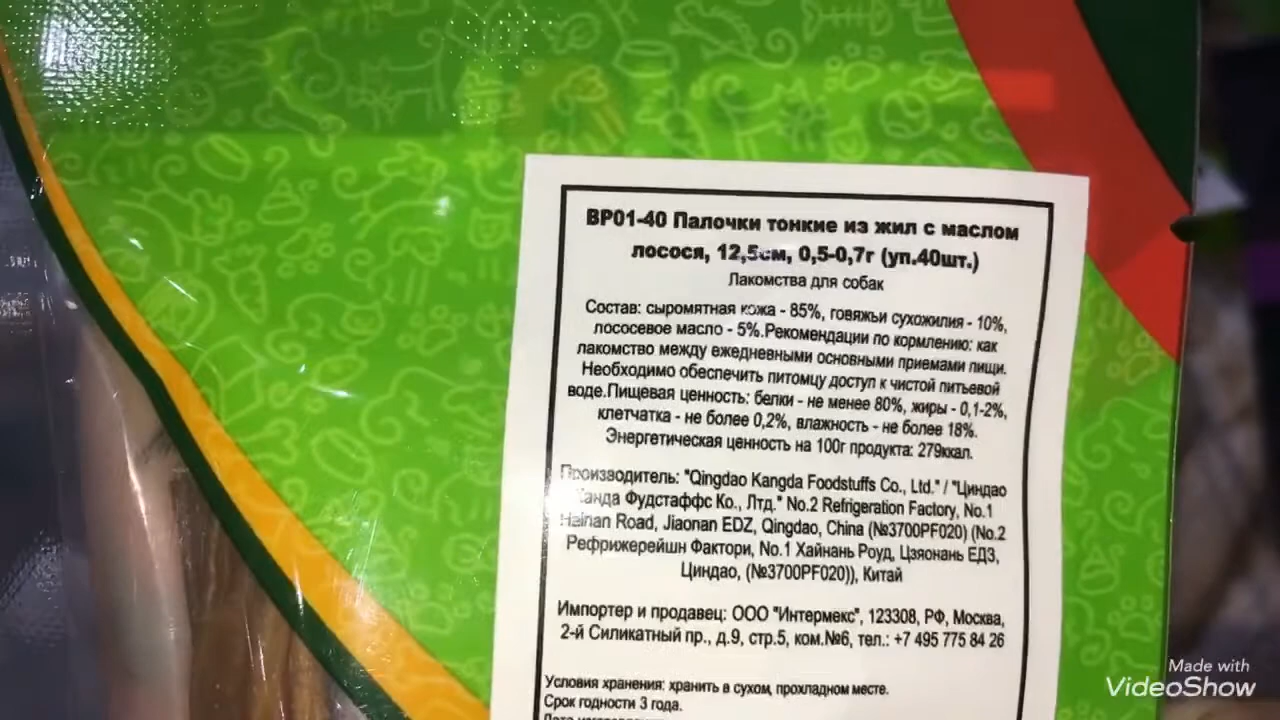 BP01-40 Палочки тонкие из жил с маслом
лосося, 12,5см, 0,5-0,7г (уп.40шт.)
Лакомства для собак
Состав: сыромятная кожа - 85%, говяжьи сухожилия - 10%,
лососевое масло - 5%.Рекомендации по кормлению: как
лакомство между ежедневными основными приемами пищи.
Необходимо обеспечить питомцу доступ к чистой питьевой
воде.Пищевая ценность: белки - не менее 80%, жиры - 0,1-2%,
клетчатка - не более 0,2%, влажность - не более 18%.
Энергетическая ценность на 100г продукта: 279ккал.
Производитель: "Qingdao Kangda Foodstuffs Co., Ltd." / "Циндао
Канда Фудстаффс Ко., Лтд." No.2 Refrigeration Factory, No.1
Hainan Road, Jiaonan EDZ, Qingdao, China (№3700PF020) (No.2
Рефрижерейшн Фактори, No.1 Хайнань Роуд, Цзяонань ЕДЗ,
Циндао, (№3700PF020)), Китай
Импортер и продавец: ООО "Интермекс", 123308, РФ, Москва,
2-й Силикатный пр., д.9, стр.5, ком.№6, тел.: +7 495 775 84 26
Условия хранения: хранить в сухом, прохладном месте.
Срок годности 3 года.
Made with
VideoShow